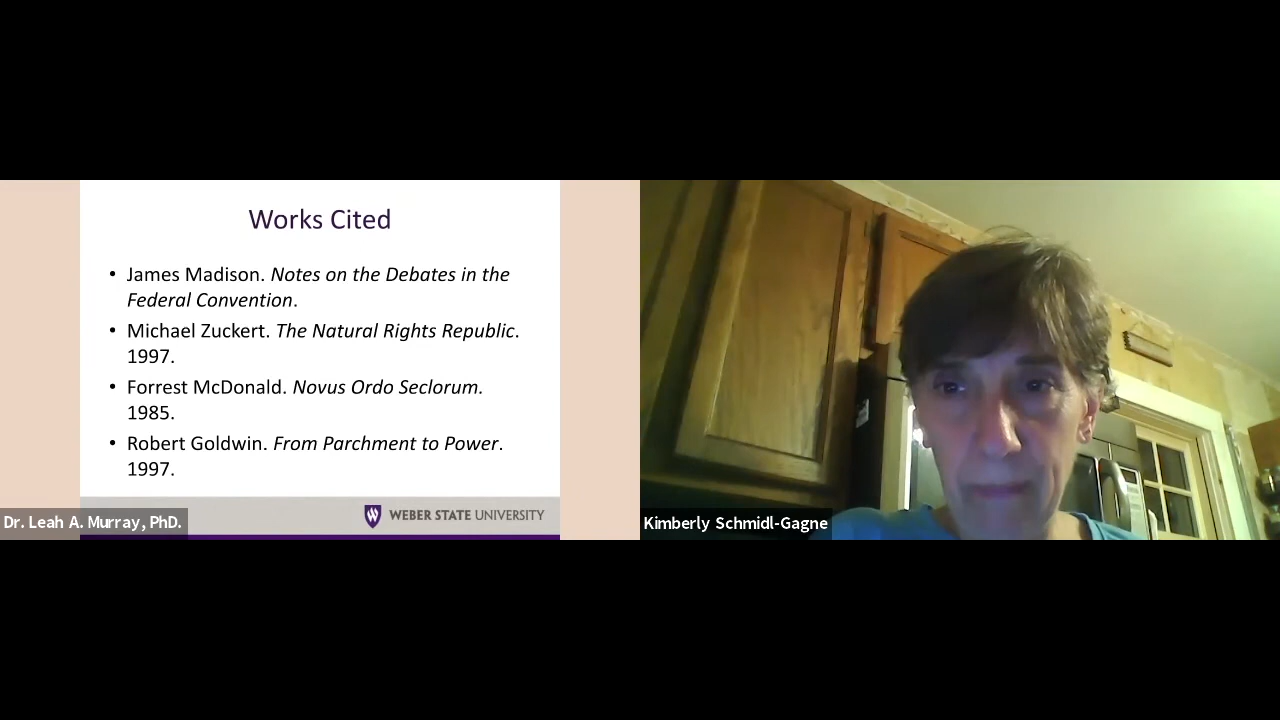 Works Cited
• James Madison. Notes on the Debates in the
Federal Convention.
• Michael Zuckert. The Natural Rights Republic.
1997.
• Forrest McDonald. Novus Ordo Seclorum.
1985.
• Robert Goldwin. From Parchment to Power.
1997.
WEBER STATE UNIVERSITY
Dr. Leah A. Murray, PhD.
Kimberly Schmidl-Gagne